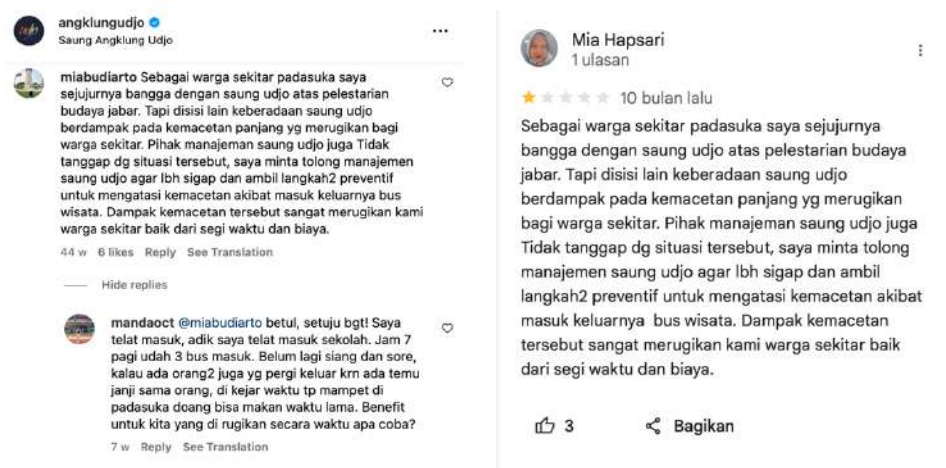 angklungudjo
Saung Angklung Udjo
miabudiarto Sebagai warga sekitar padasuka saya
sejujurnya bangga dengan saung udjo atas pelestarian
budaya jabar. Tapi disisi lain keberadaan saung udjo
berdampak pada kemacetan panjang yg merugikan bagi
warga sekitar. Pihak manajeman saung udjo juga Tidak
tanggap dg situasi tersebut, saya minta tolong manajemen
saung udjo agar lbh sigap dan ambil langkah2 preventif
untuk mengatasi kemacetan akibat masuk keluarnya bus
wisata. Dampak kemacetan tersebut sangat merugikan kami
warga sekitar baik dari segi waktu dan biaya.
44 w 6 likes Reply See Translation
Hide replies
mandaoct @miabudiarto betul, setuju bgt! Saya
telat masuk, adik saya telat masuk sekolah. Jam 7
pagi udah 3 bus masuk. Belum lagi siang dan sore,
kalau ada orang2 juga yg pergi keluar krn ada temu
janji sama orang, di kejar waktu tp mampet di
padasuka doang bisa makan waktu lama. Benefit
untuk kita yang di rugikan secara waktu apa coba?
7 w Reply See Translation
Mia Hapsari
1 ulasan
10 bulan lalu
Sebagai warga sekitar padasuka saya sejujurnya
bangga dengan saung udjo atas pelestarian budaya
jabar. Tapi disisi lain keberadaan saung udjo
berdampak pada kemacetan panjang yg merugikan
bagi warga sekitar. Pihak manajeman saung udjo juga
Tidak tanggap dg situasi tersebut, saya minta tolong
manajemen saung udjo agar lbh sigap dan ambil
langkah2 preventif untuk mengatasi kemacetan akibat
masuk keluarnya bus wisata. Dampak kemacetan
tersebut sangat merugikan kami warga sekitar baik
dari segi waktu dan biaya.
3 Bagikan